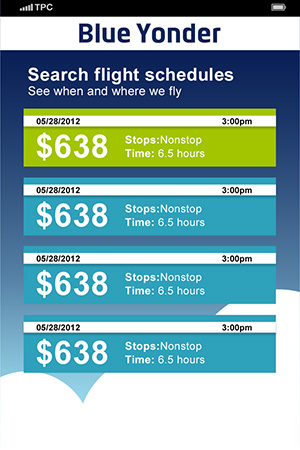 TPC
Blue Yonder
Search flight schedules
See when and where we fly
05/28/2012 3:00pm
$638
Stops:Nonstop
Time: 6.5 hours
05/28/2012 3:00pm
$638
Stops:Nonstop
Time: 6.5 hours
05/28/2012 3:00pm
$638
Stops:Nonstop
Time: 6.5 hours
05/28/2012 3:00pm
$638
Stops:Nonstop
Time: 6.5 hours